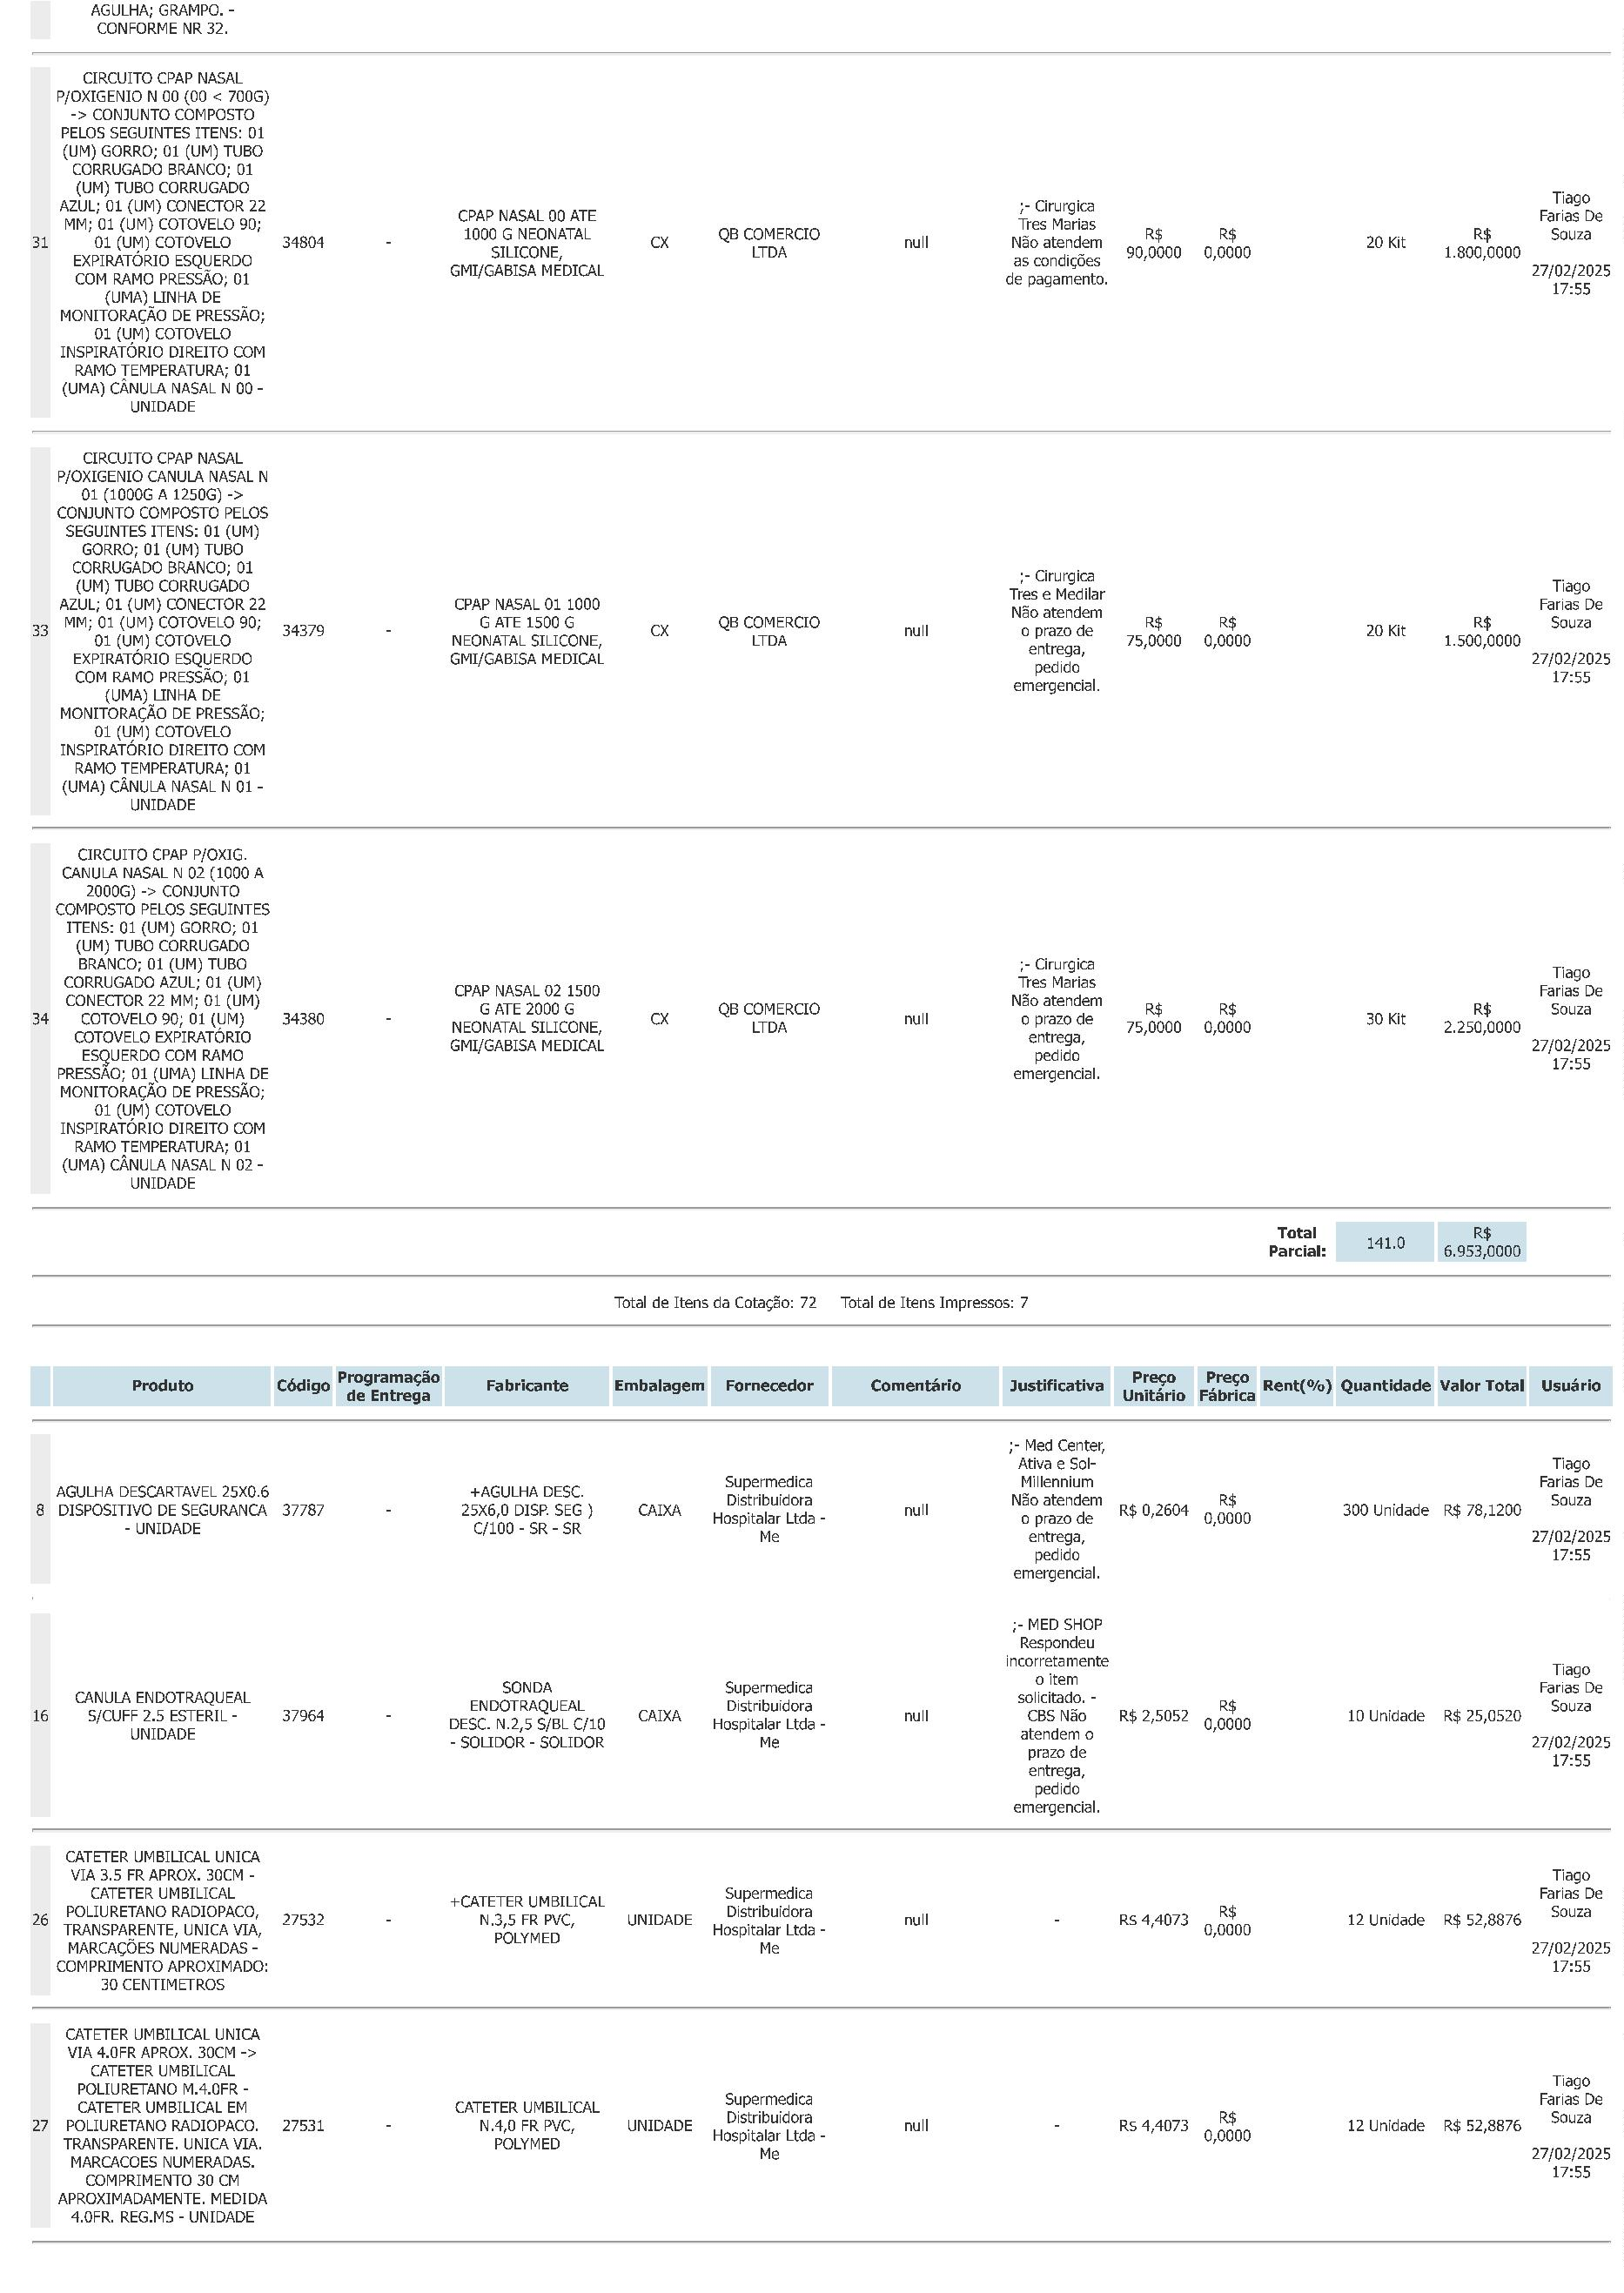 AGULHA; GRAMPO. -
CONFORME NR 32.
31
CIRCUITO CPAP NASAL
P/OXIGENIO N 00 (00 < 700G)
-> CONJUNTO COMPOSTO
PELOS SEGUINTES ITENS: 01
(UM) GORRO; 01 (UM) TUBO
CORRUGADO BRANCO; 01
(UM) TUBO CORRUGADO
AZUL; 01 (UM) CONECTOR 22
MM; 01 (UM) COTOVELO 90;
01 (UM) COTOVELO
EXPIRATÓRIO ESQUERDO
COM RAMO PRESSÃO; 01
(UMA) LINHA DE
MONITORAÇÃO DE PRESSÃO;
01 (UM) COTOVELO
INSPIRATÓRIO DIREITO COM
RAMO TEMPERATURA; 01
(UMA) CÂNULA NASAL N 00 -
UNIDADE
34804
-
CPAP NASAL 00 ATE
1000 G NEONATAL
SILICONE,
GMI/GABISA MEDICAL
CX
QB COMERCIO
LTDA
null
;- Cirurgica
Tres Marias
Não atendem
as condições
de pagamento.
R$
90,0000
R$
0,0000
20 Kit
R$
1.800,0000
Tiago
Farias De
Souza
27/02/2025
17:55
33
CIRCUITO CPAP NASAL
P/OXIGENIO CANULA NASAL N
01 (1000G A 1250G) ->
CONJUNTO COMPOSTO PELOS
SEGUINTES ITENS: 01 (UM)
GORRO; 01 (UM) TUBO
CORRUGADO BRANCO; 01
(UM) TUBO CORRUGADO
AZUL; 01 (UM) CONECTOR 22
MM; 01 (UM) COTOVELO 90;
01 (UM) COTOVELO
EXPIRATÓRIO ESQUERDO
COM RAMO PRESSÃO; 01
(UMA) LINHA DE
MONITORAÇÃO DE PRESSÃO;
01 (UM) COTOVELO
INSPIRATÓRIO DIREITO COM
RAMO TEMPERATURA; 01
(UMA) CÂNULA NASAL N 01 -
UNIDADE
34379
-
CPAP NASAL 01 1000
G ATE 1500 G
NEONATAL SILICONE,
GMI/GABISA MEDICAL
CX
QB COMERCIO
LTDA
null
;- Cirurgica
Tres e Medilar
Não atendem
o prazo de
entrega,
pedido
emergencial.
R$
75,0000
R$
0,0000
20 Kit
R$
1.500,0000
Tiago
Farias De
Souza
27/02/2025
17:55
34
CIRCUITO CPAP P/OXIG.
CANULA NASAL N 02 (1000 A
2000G) -> CONJUNTO
COMPOSTO PELOS SEGUINTES
ITENS: 01 (UM) GORRO; 01
(UM) TUBO CORRUGADO
BRANCO; 01 (UM) TUBO
CORRUGADO AZUL; 01 (UM)
CONECTOR 22 MM; 01 (UM)
COTOVELO 90; 01 (UM)
COTOVELO EXPIRATÓRIO
ESQUERDO COM RAMO
PRESSÃO; 01 (UMA) LINHA DE
MONITORAÇÃO DE PRESSÃO;
01 (UM) COTOVELO
INSPIRATÓRIO DIREITO COM
RAMO TEMPERATURA; 01
(UMA) CÂNULA NASAL N 02 -
UNIDADE
34380
-
CPAP NASAL 02 1500
G ATE 2000 G
NEONATAL SILICONE,
GMI/GABISA MEDICAL
CX
QB COMERCIO
LTDA
null
;- Cirurgica
Tres Marias
Não atendem
o prazo de
entrega,
pedido
emergencial.
R$
75,0000
R$
0,0000
30 Kit
R$
2.250,0000
Tiago
Farias De
Souza
27/02/2025
17:55
Total
Parcial:
141.0
R$
6.953,0000
Total de Itens da Cotação: 72 Total de Itens Impressos: 7
Produto
Código
Programação
de Entrega
Fabricante
Embalagem
Fornecedor
Comentário
Justificativa
Preço
Unitário
Preço
Fábrica
Rent(%)
Quantidade
Valor Total
Usuário
8
AGULHA DESCARTAVEL 25X0.6
DISPOSITIVO DE SEGURANCA
- UNIDADE
37787
-
+AGULHA DESC.
25X6,0 DISP. SEG )
C/100 - SR - SR
CAIXA
Supermedica
Distribuidora
Hospitalar Ltda -
Me
null
;- Med Center,
Ativa e Sol-
Millennium
Não atendem
o prazo de
entrega,
pedido
emergencial.
R$ 0,2604
R$
0,0000
300 Unidade
R$ 78,1200
Tiago
Farias De
Souza
27/02/2025
17:55
16
CANULA ENDOTRAQUEAL
S/CUFF 2.5 ESTERIL -
UNIDADE
37964
-
SONDA
ENDOTRAQUEAL
DESC. N.2,5 S/BL C/10
- SOLIDOR - SOLIDOR
CAIXA
Supermedica
Distribuidora
Hospitalar Ltda -
Me
null
;- MED SHOP
Respondeu
incorretamente
o item
solicitado. -
CBS Não
atendem o
prazo de
entrega,
pedido
emergencial.
R$ 2,5052
R$
0,0000
10 Unidade
R$ 25,0520
Tiago
Farias De
Souza
27/02/2025
17:55
26
CATETER UMBILICAL UNICA
VIA 3.5 FR APROX. 30CM -
CATETER UMBILICAL
POLIURETANO RADIOPACO,
TRANSPARENTE, UNICA VIA,
MARCAÇÕES NUMERADAS -
COMPRIMENTO APROXIMADO:
30 CENTIMETROS
27532
-
+CATETER UMBILICAL
N.3,5 FR PVC,
POLYMED
UNIDADE
Supermedica
Distribuidora
Hospitalar Ltda -
Me
null
-
R$ 4,4073
R$
0,0000
12 Unidade
R$ 52,8876
Tiago
Farias De
Souza
27/02/2025
17:55
27
CATETER UMBILICAL UNICA
VIA 4.0FR APROX. 30CM ->
CATETER UMBILICAL
POLIURETANO M.4.0FR -
CATETER UMBILICAL EM
POLIURETANO RADIOPACO.
TRANSPARENTE. UNICA VIA.
MARCACOES NUMERADAS.
COMPRIMENTO 30 CM
APROXIMADAMENTE. MEDIDA
4.0FR. REG.MS - UNIDADE
27531
-
CATETER UMBILICAL
N.4,0 FR PVC,
POLYMED
UNIDADE
Supermedica
Distribuidora
Hospitalar Ltda -
Me
null
-
R$ 4,4073
R$
0,0000
12 Unidade
R$ 52,8876
Tiago
Farias De
Souza
27/02/2025
17:55